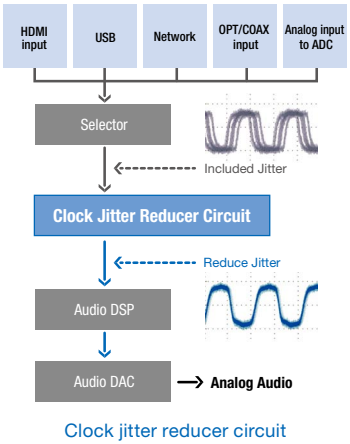 HDMI
input
USB
Network
OPT/COAX
input
Analog input
to ADC
Selector
Included Jitter
Clock Jitter Reducer Circuit
Reduce Jitter
Audio DSP
Audio DAC
Analog Audio
Clock jitter reducer circuit